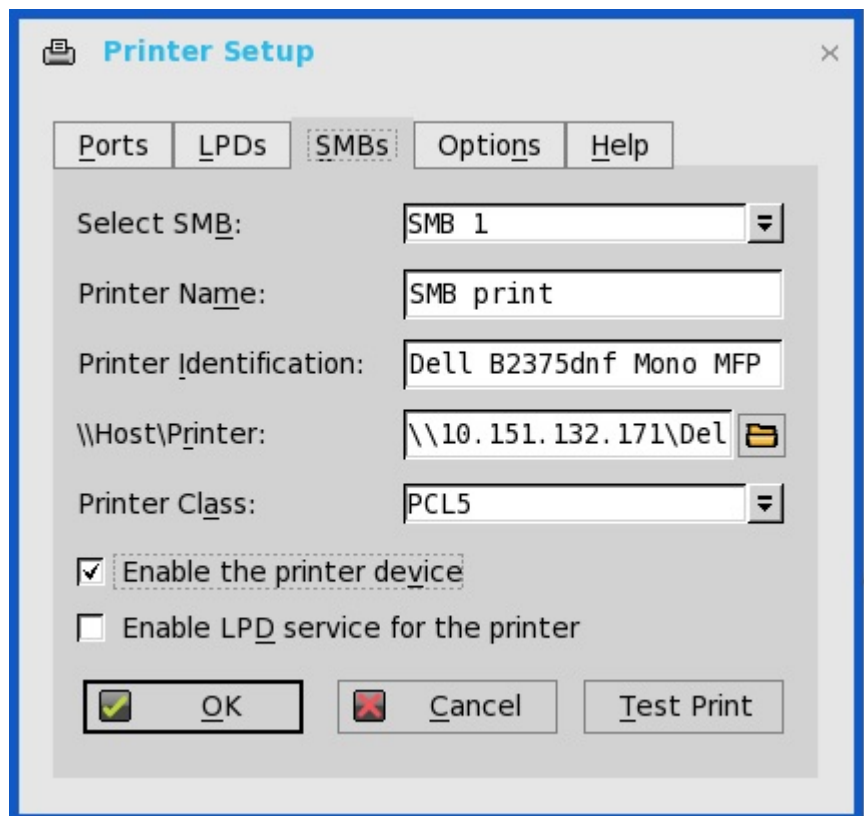 Printer Setup
Ports LPDs SMBs Options Help
Select SMB: SMB 1
Printer Name: SMB print
Printer Identification: Dell B2375dnf Mono MFP
\\Host\Printer: \\10.151.132.171\Del
Printer Class: PCL5
Enable the printer device
Enable LPD service for the printer
OK Cancel Test Print